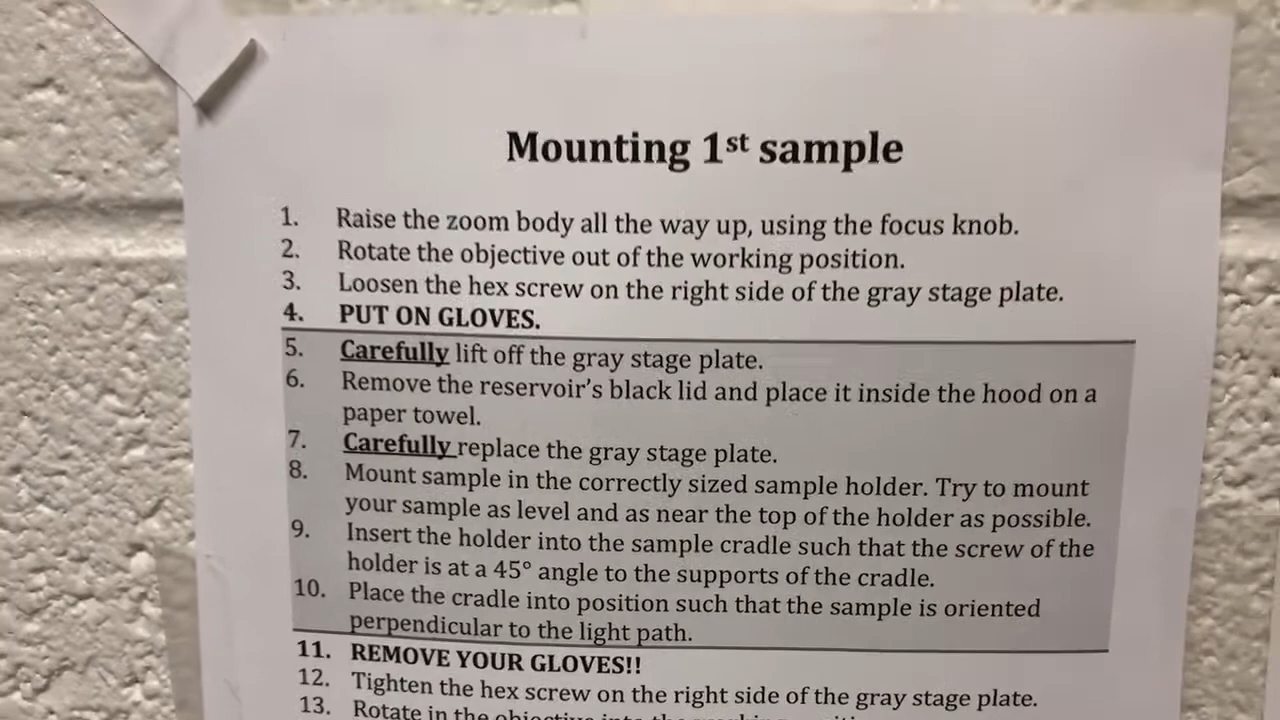 Mounting 1st sample
1. Raise the zoom body all the way up, using the focus knob.
2. Rotate the objective out of the working position.
3. Loosen the hex screw on the right side of the gray stage plate.
4. PUT ON GLOVES.
5. Carefully lift off the gray stage plate.
6. Remove the reservoir's black lid and place it inside the hood on a
paper towel.
7. Carefully replace the gray stage plate.
8. Mount sample in the correctly sized sample holder. Try to mount
your sample as level and as near the top of the holder as possible.
9. Insert the holder into the sample cradle such that the screw of the
holder is at a 45° angle to the supports of the cradle.
10. Place the cradle into position such that the sample is oriented
perpendicular to the light path.
11. REMOVE YOUR GLOVES!!
12. Tighten the hex screw on the right side of the gray stage plate.
13. Rotate in the objective into the working